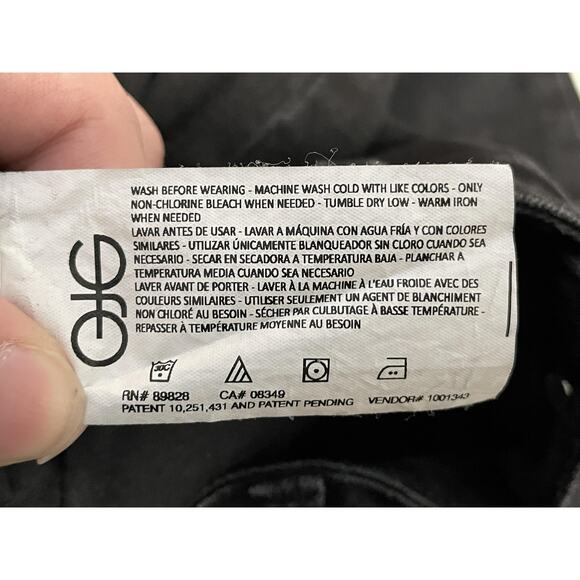 WASH BEFORE WEARING - MACHINE WASH COLD WITH LIKE COLORS - ONLY
NON-CHLORINE BLEACH WHEN NEEDED - TUMBLE DRY LOW - WARM IRON
WHEN NEEDED
LAVAR ANTES DE USAR - LAVAR A MÁQUINA CON AGUA FRÍA Y CON COLORES
SIMILARES - UTILIZAR ÚNICAMENTE BLANQUEADOR SIN CLORO CUANDO SEA
NECESARIO - SECAR EN SECADORA A TEMPERATURA BAJA - PLANCHAR A
TEMPERATURA MEDIA CUANDO SEA NECESARIO
LAVER AVANT DE PORTER - LAVER À LA MACHINE À L'EAU FROIDE AVEC DES
COULEURS SIMILAIRES - UTILISER SEULEMENT UN AGENT DE BLANCHIMENT
NON CHLORÉ AU BESOIN - SÉCHER PAR CULBUTAGE À BASSE TEMPÉRATURE -
REPASSER À TEMPÉRATURE MOYENNE AU BESOIN
30C
RN# 89828 CA# 08349
PATENT 10,251,431 AND PATENT PENDING VENDOR# 1001343